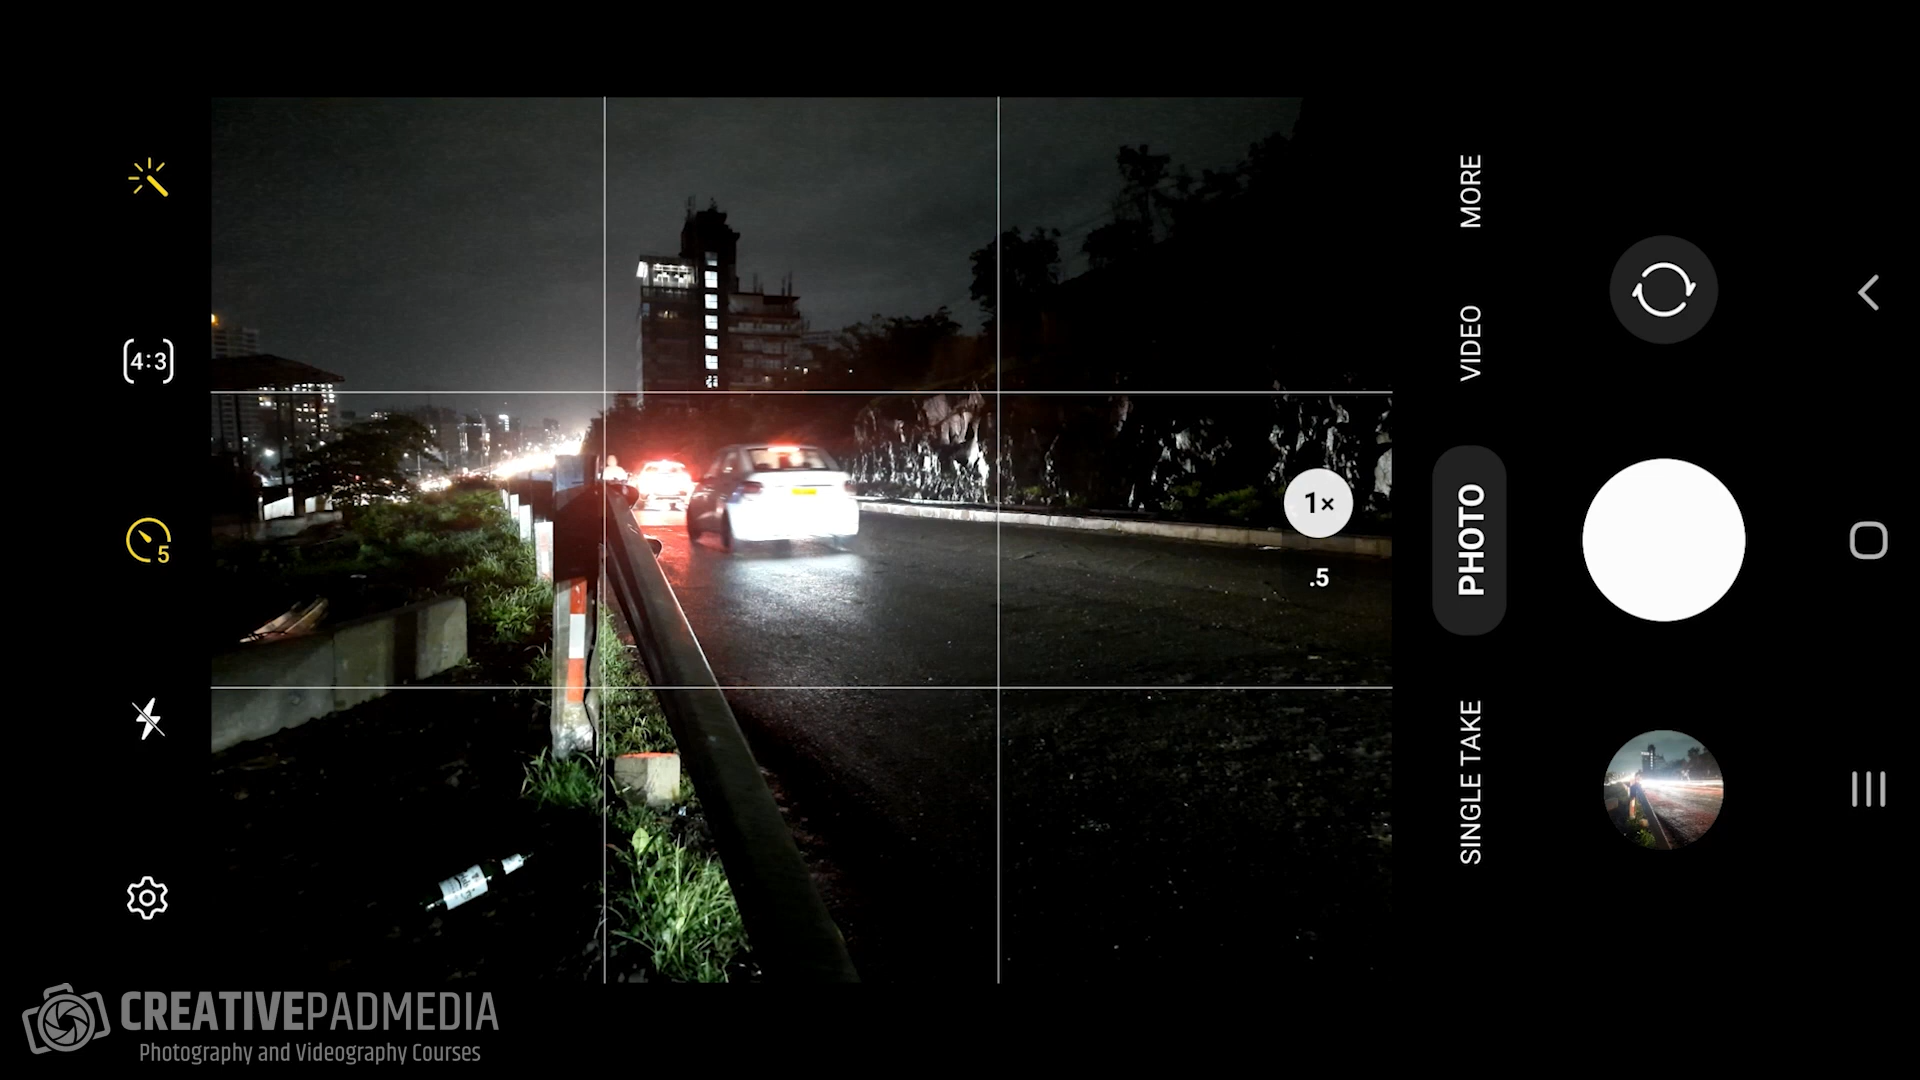 4:3
5
1×
.5
MORE
VIDEO
PHOTO
SINGLE TAKE
CREATIVEPADMEDIA
Photography and Videography Courses